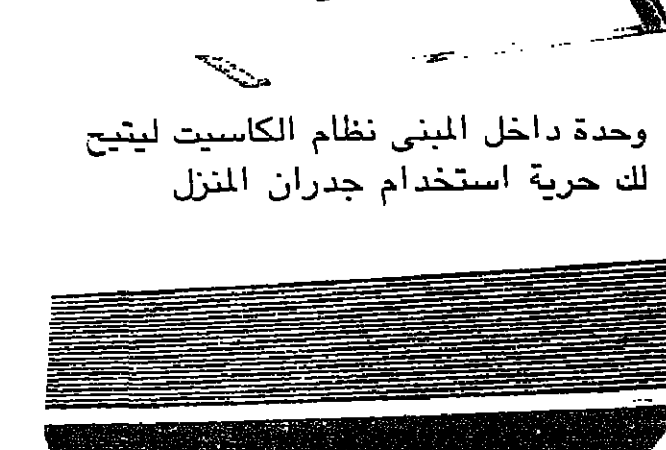 وحدة داخل المبنى نظام الكاسيت ليتيح
لك حرية استخدام جدران المنزل